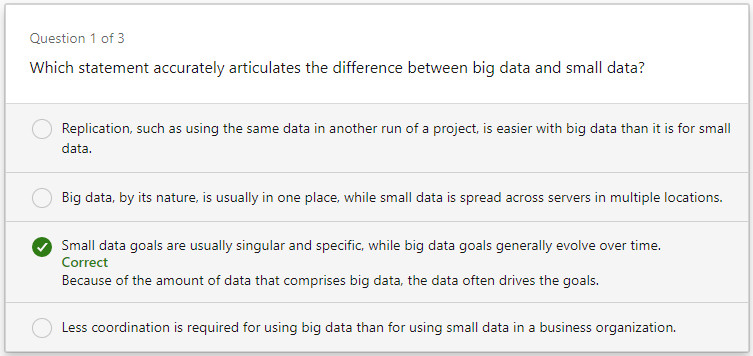 Question 1 of 3
Which statement accurately articulates the difference between big data and small data?
Replication, such as using the same data in another run of a project, is easier with big data than it is for small
data.
Big data, by its nature, is usually in one place, while small data is spread across servers in multiple locations.
Small data goals are usually singular and specific, while big data goals generally evolve over time.
Correct
Because of the amount of data that comprises big data, the data often drives the goals.
Less coordination is required for using big data than for using small data in a business organization.